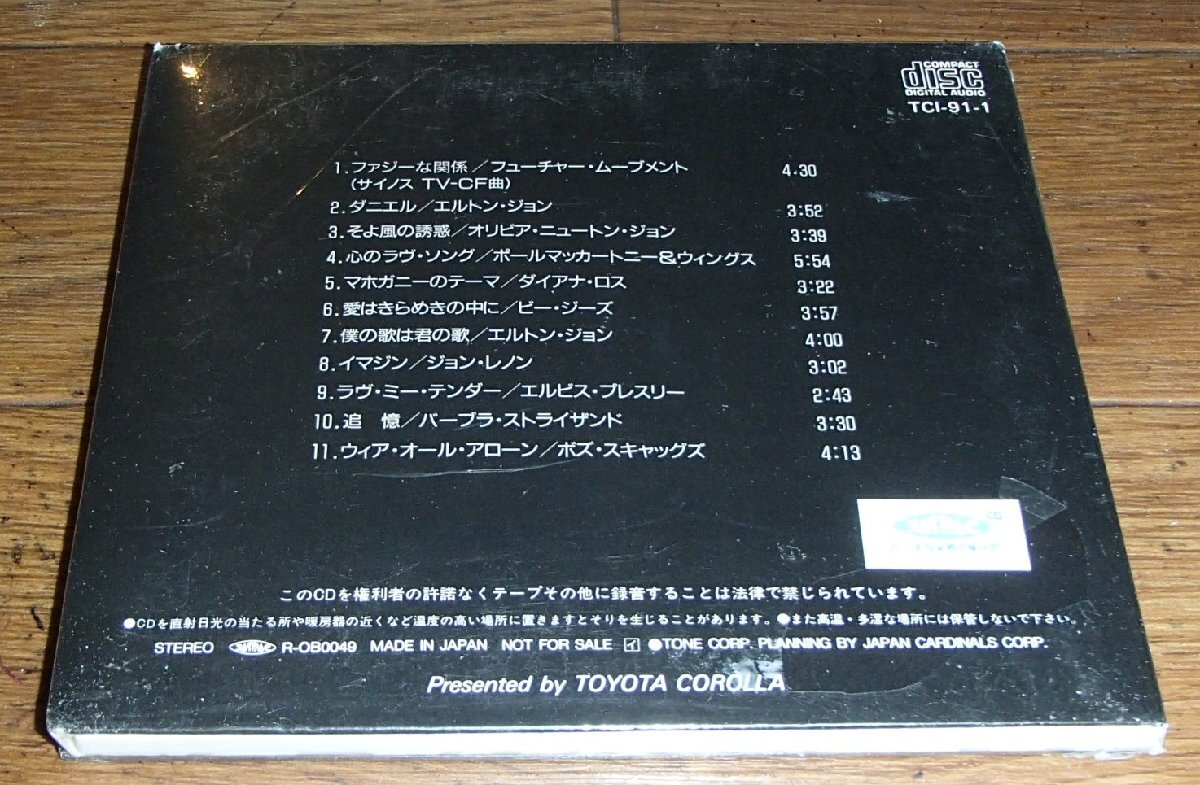 COMPACT
disc
DIGITAL AUDIO
TCI-91-1
1.ファジーな関係／フューチャー・ムーブメント 4.30
（サイノス TV-CF曲）
2.ダニエル／エルトン・ジョン 3:52
3.そよ風の誘惑／オリビア・ニュートン・ジョン 3:39
4.心のラヴ・ソング／ポールマッカートニー&ウィングス 5:54
5.マホガニーのテーマ／ダイアナ・ロス 3:22
6.愛はきらめきの中に／ビー・ジーズ 3:57
7.僕の歌は君の歌／エルトン・ジョン 4:00
8.イマジン／ジョン・レノン 3:02
9.ラヴ・ミー・テンダー／エルビス・プレスリー 2:43
10.追　憶／バーブラ・ストライザンド 3:30
11.ウィア・オール・アローン／ボズ・スキャッグズ 4:13
このCDを権利者の許諾なくテープその他に録音することは法律で禁じられています。
●CDを直射日光の当たる所や暖房器の近くなど温度の高い場所に置きますとそりを生じることがあります。●また高温・多湿な場所には保管しないで下さい。
STEREO R-OB0049 MADE IN JAPAN NOT FOR SALE イ ●TONE CORP. PLANNING BY JAPAN CARDINALS CORP.
Presented by TOYOTA COROLLA